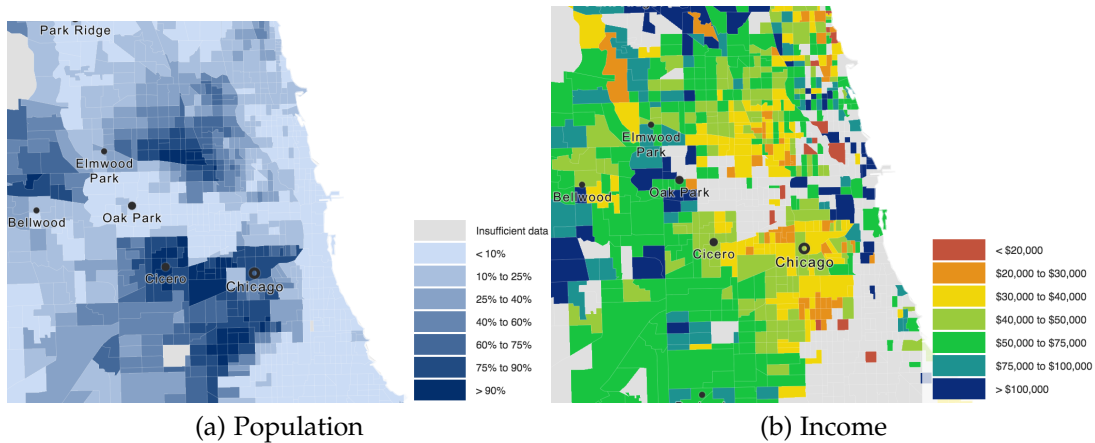 Park Ridge
Elmwood
Park
Oak Park
Bellwood
Cicero
Chicago
Insufficient data
< 10%
10% to 25%
25% to 40%
40% to 60%
60% to 75%
75% to 90%
> 90%
(a) Population
Elmwood
Park
Oak Park
Bellwood
Cicero
Chicago
< $20,000
$20,000 to $30,000
$30,000 to $40,000
$40,000 to $50,000
$50,000 to $75,000
$75,000 to $100,000
> $100,000
(b) Income